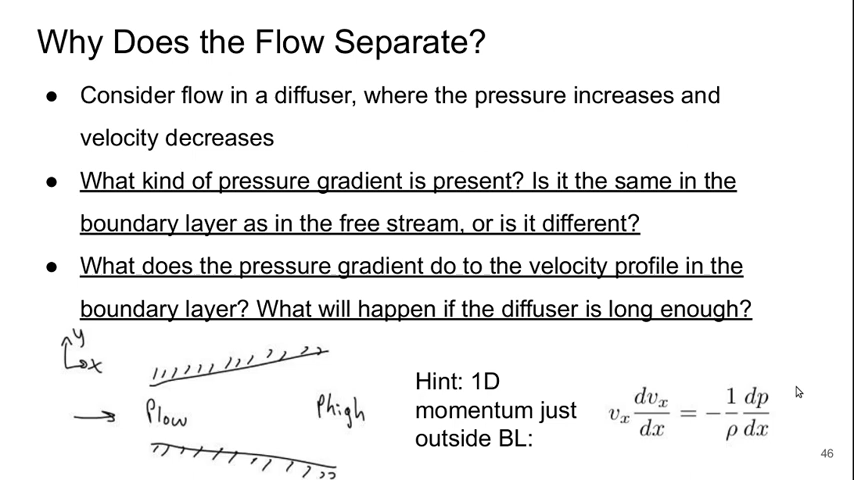 Why Does the Flow Separate?
● Consider flow in a diffuser, where the pressure increases and
velocity decreases
● What kind of pressure gradient is present? Is it the same in the
boundary layer as in the free stream, or is it different?
● What does the pressure gradient do to the velocity profile in the
boundary layer? What will happen if the diffuser is long enough?
y
x
Plow
Phigh
Hint: 1D
momentum just
outside BL:
v_x dv_x/dx = -1/ρ dp/dx
46